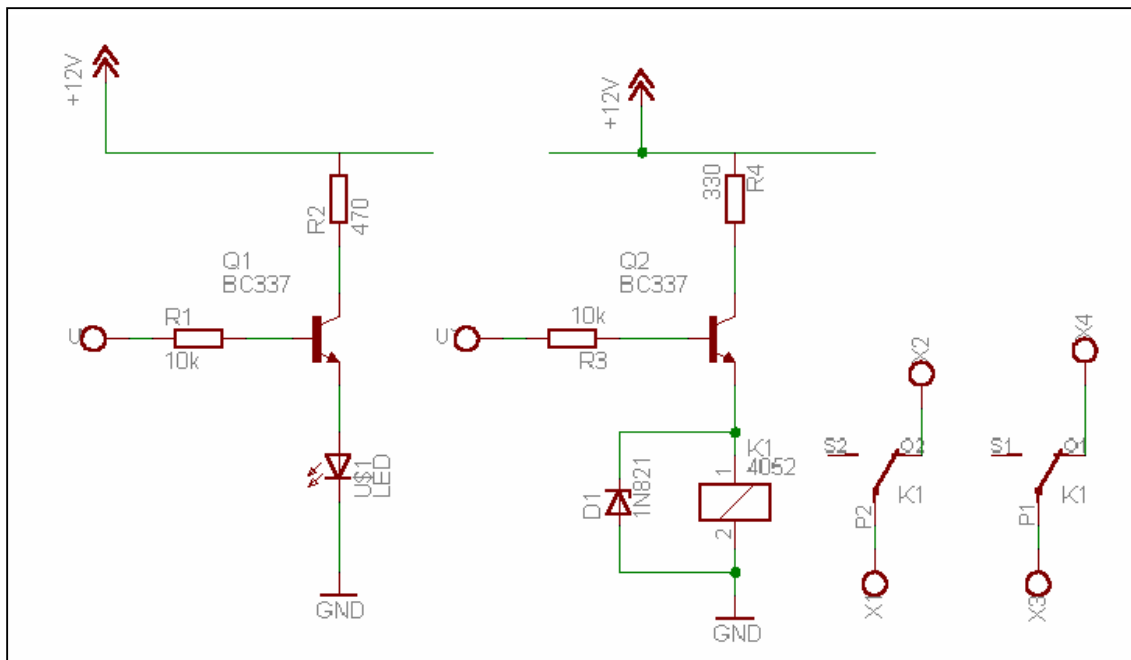 +12V
R2
470
Q1
BC337
R1
10k
U
U$1
LED
GND
+12V
330
R4
Q2
BC337
10k
R3
U
D1
1N821
K1
4052
1
2
GND
X2
S2
O2
K1
P2
X1
X4
S1
O1
K1
P1
X3